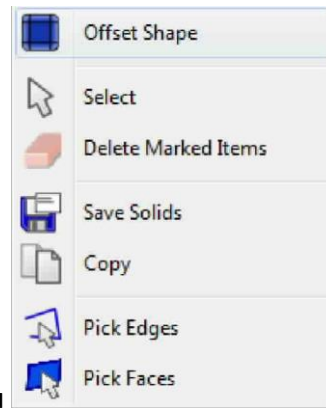 Offset Shape
Select
Delete Marked Items
Save Solids
Copy
Pick Edges
Pick Faces